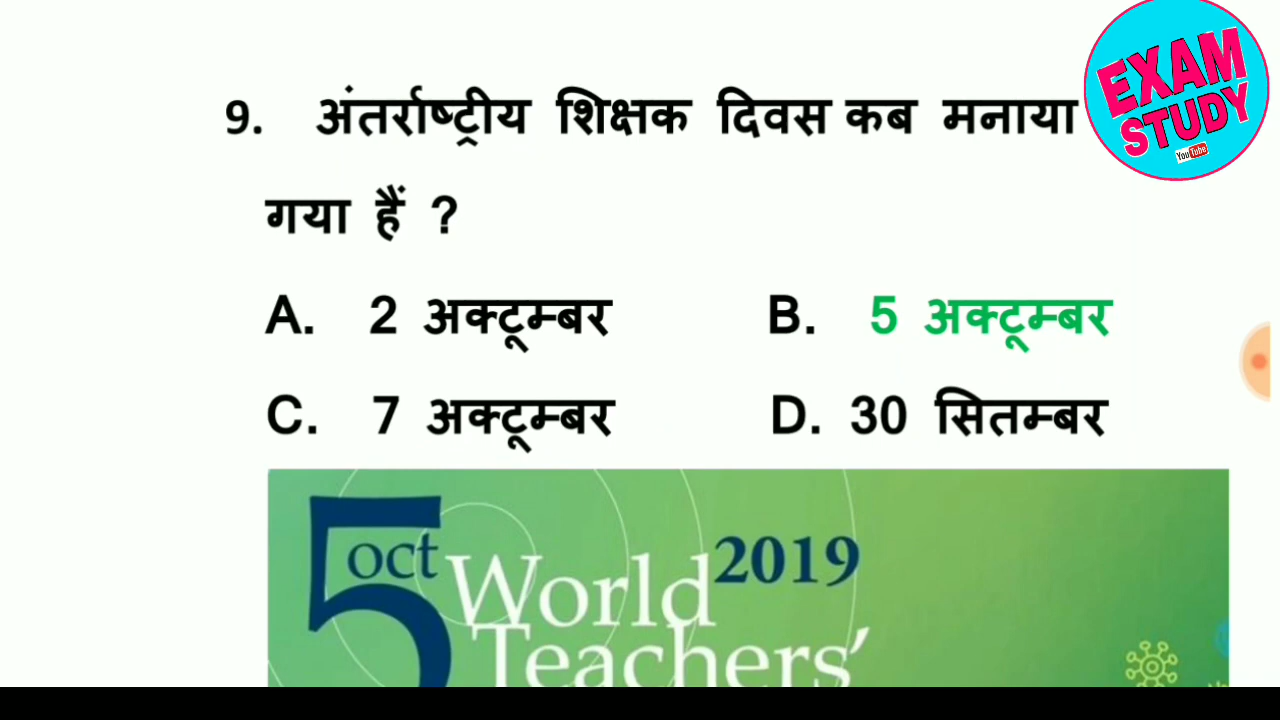 EXAM
STUDY
YouTube
9. अंतर्राष्ट्रीय शिक्षक दिवस कब मनाया
गया हैं ?
A. 2 अक्टूम्बर B. 5 अक्टूम्बर
C. 7 अक्टूम्बर D. 30 सितम्बर
5 oct World 2019
Teachers’